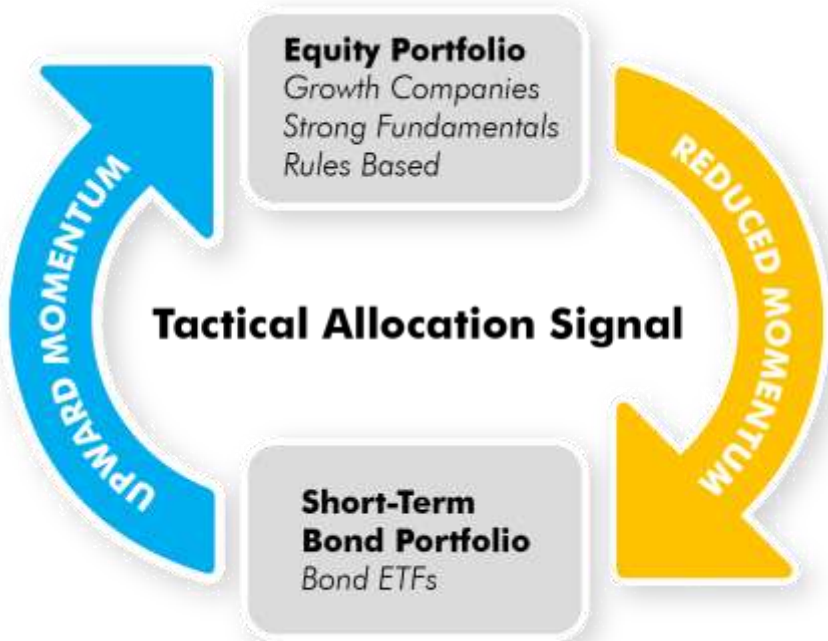 Equity Portfolio
Growth Companies
Strong Fundamentals
Rules Based
UPWARD MOMENTUM
REDUCED MOMENTUM
Tactical Allocation Signal
Short-Term
Bond Portfolio
Bond ETFs